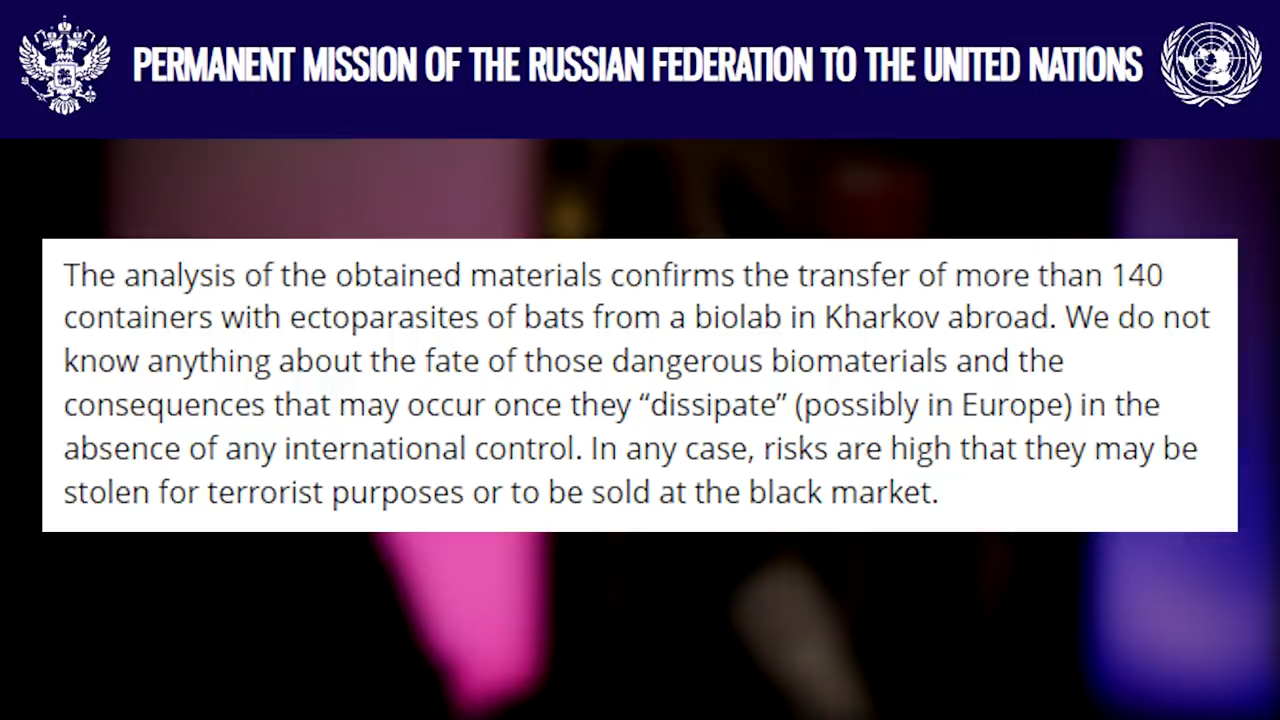 PERMANENT MISSION OF THE RUSSIAN FEDERATION TO THE UNITED NATIONS
The analysis of the obtained materials confirms the transfer of more than 140
containers with ectoparasites of bats from a biolab in Kharkov abroad. We do not
know anything about the fate of those dangerous biomaterials and the
consequences that may occur once they “dissipate” (possibly in Europe) in the
absence of any international control. In any case, risks are high that they may be
stolen for terrorist purposes or to be sold at the black market.